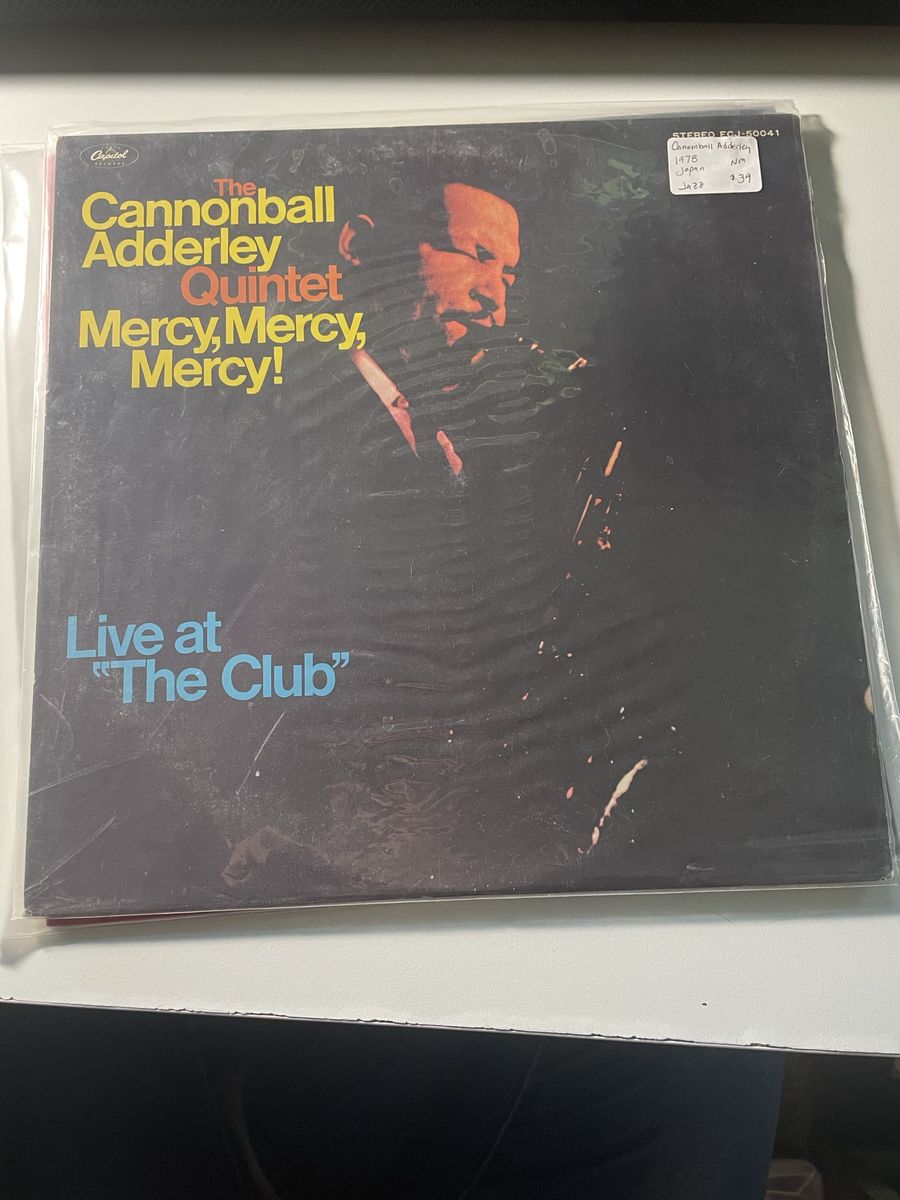 Capitol
RECORDS
STEREO ECJ-50041
Cannonball Adderley
1978 NM
Japan
Jazz $39
The
Cannonball
Adderley
Quintet
Mercy, Mercy,
Mercy!
Live at
"The Club"